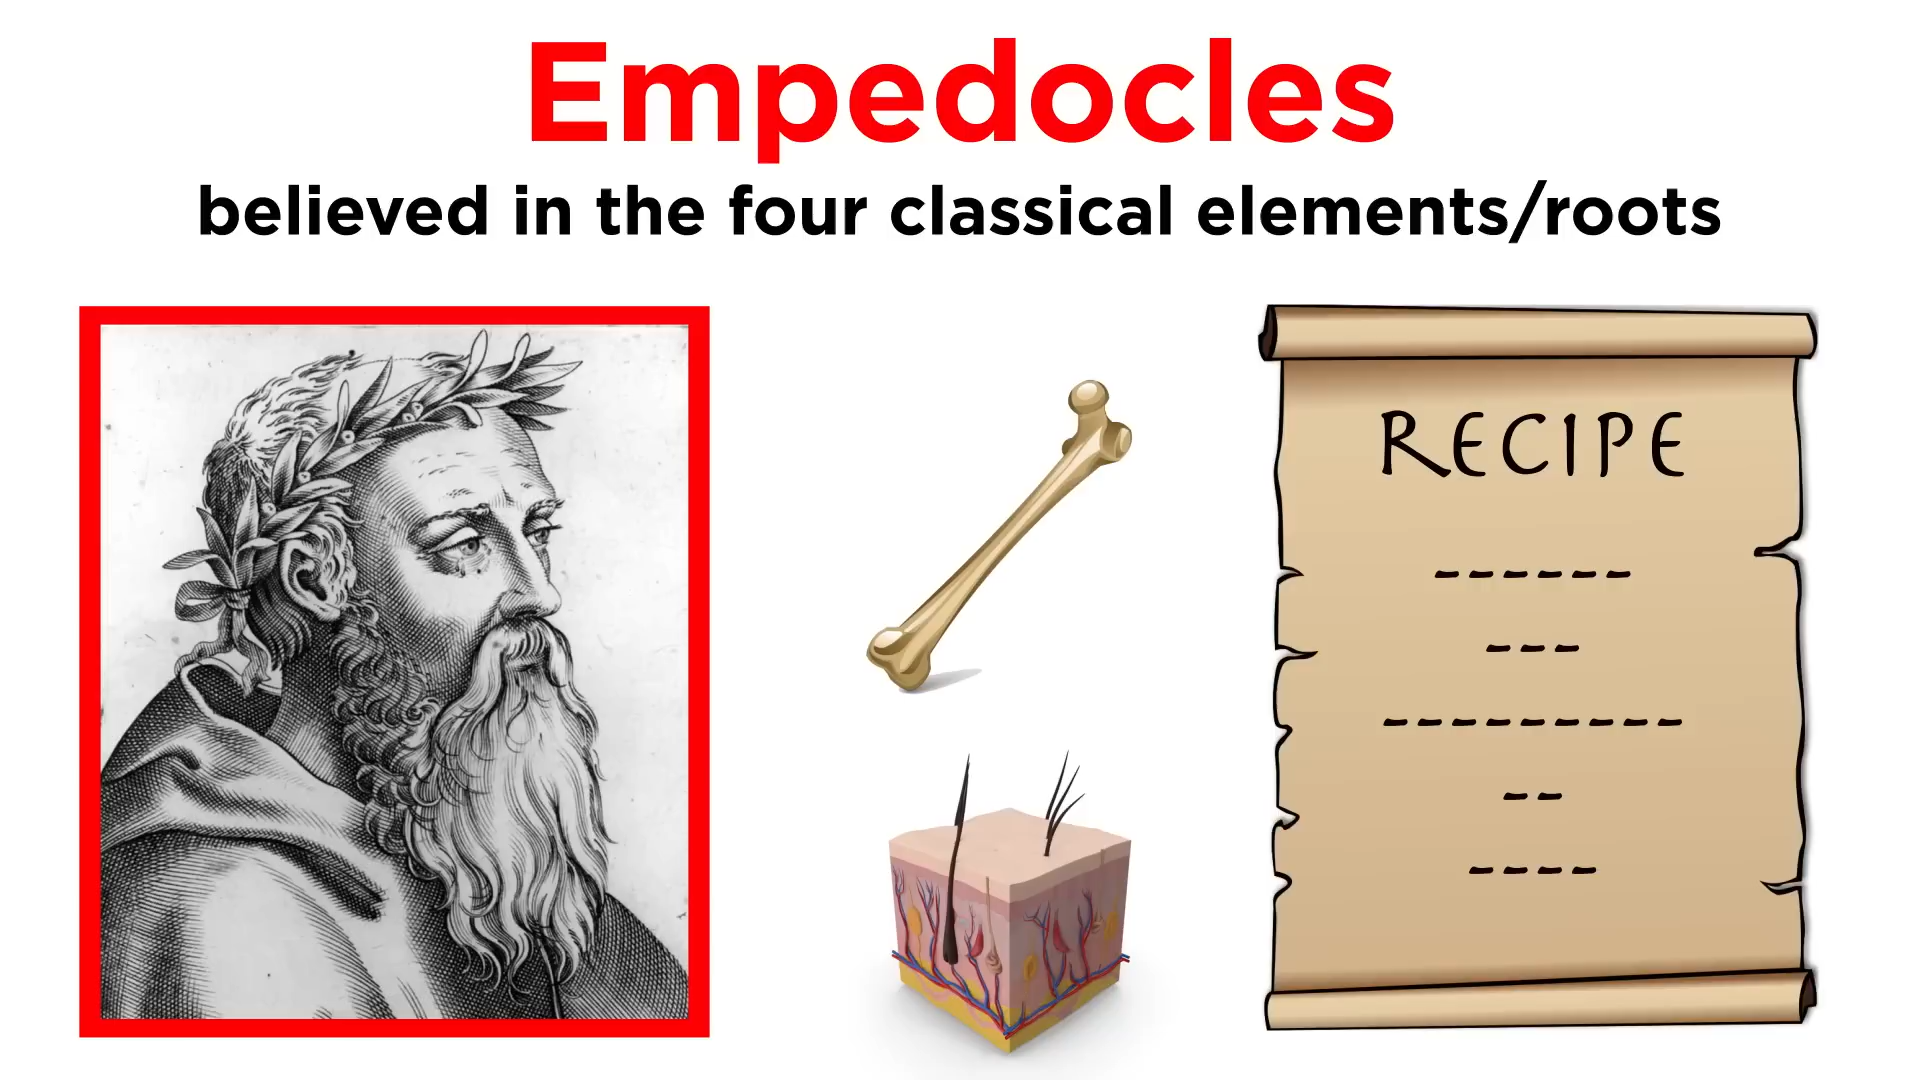 Empedocles
believed in the four classical elements/roots
RECIPE
------
---
---------
--
----